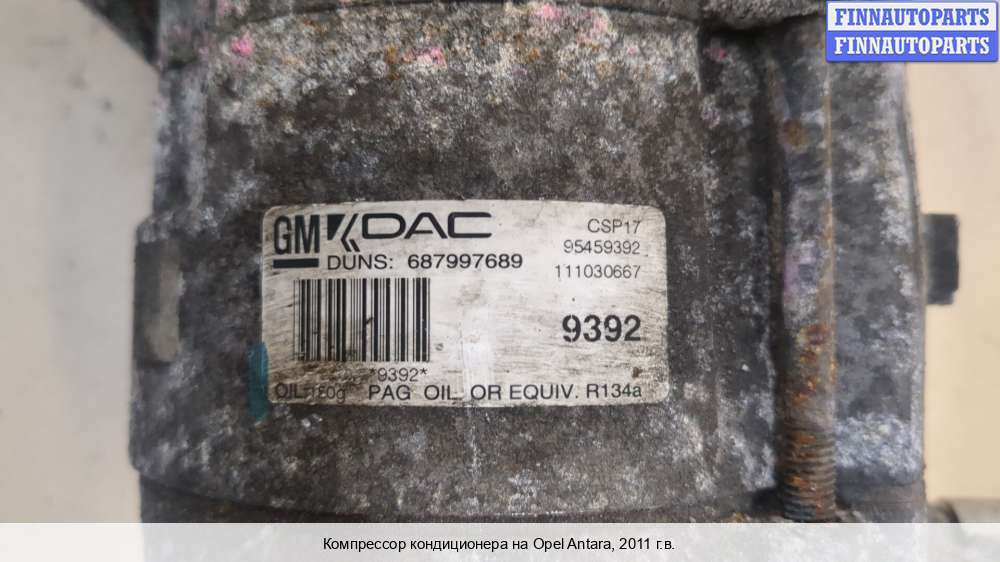 FINNAUTOPARTS
FINNAUTOPARTS
GM DAC
DUNS: 687997689
CSP17
95459392
111030667
9392
*9392*
OIL PAG OIL OR EQUIV. R134a
Компрессор кондиционера на Opel Antara, 2011 г.в.